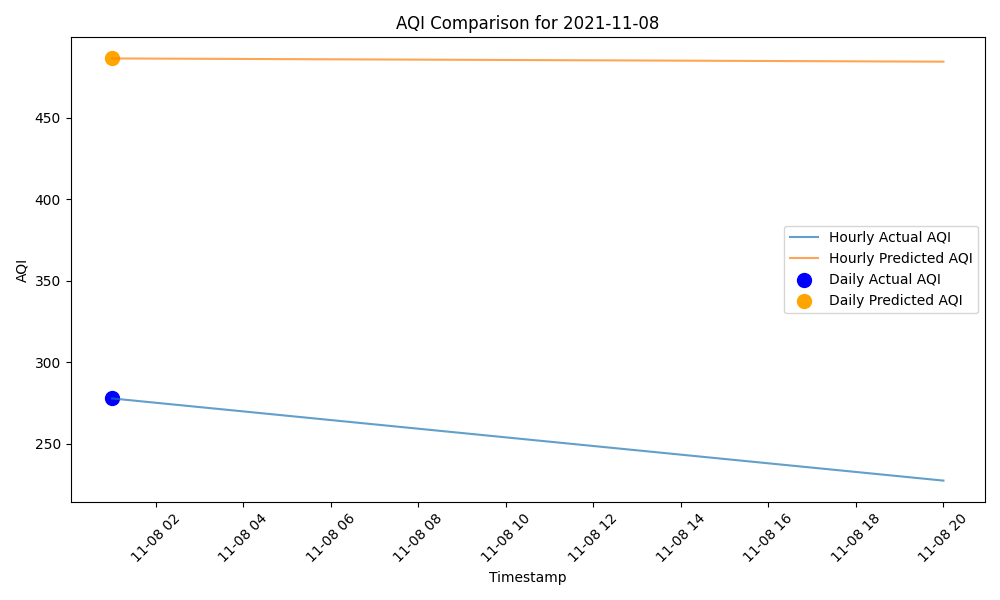 AQI Comparison for 2021-11-08
AQI
450
400
350
300
250
Hourly Actual AQI
Hourly Predicted AQI
Daily Actual AQI
Daily Predicted AQI
11-08 02
11-08 04
11-08 06
11-08 08
11-08 10
11-08 12
11-08 14
11-08 16
11-08 18
11-08 20
Timestamp